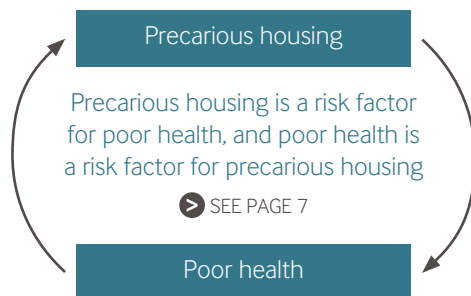 Precarious housing
Precarious housing is a risk factor
for poor health, and poor health is
a risk factor for precarious housing
> SEE PAGE 7
Poor health